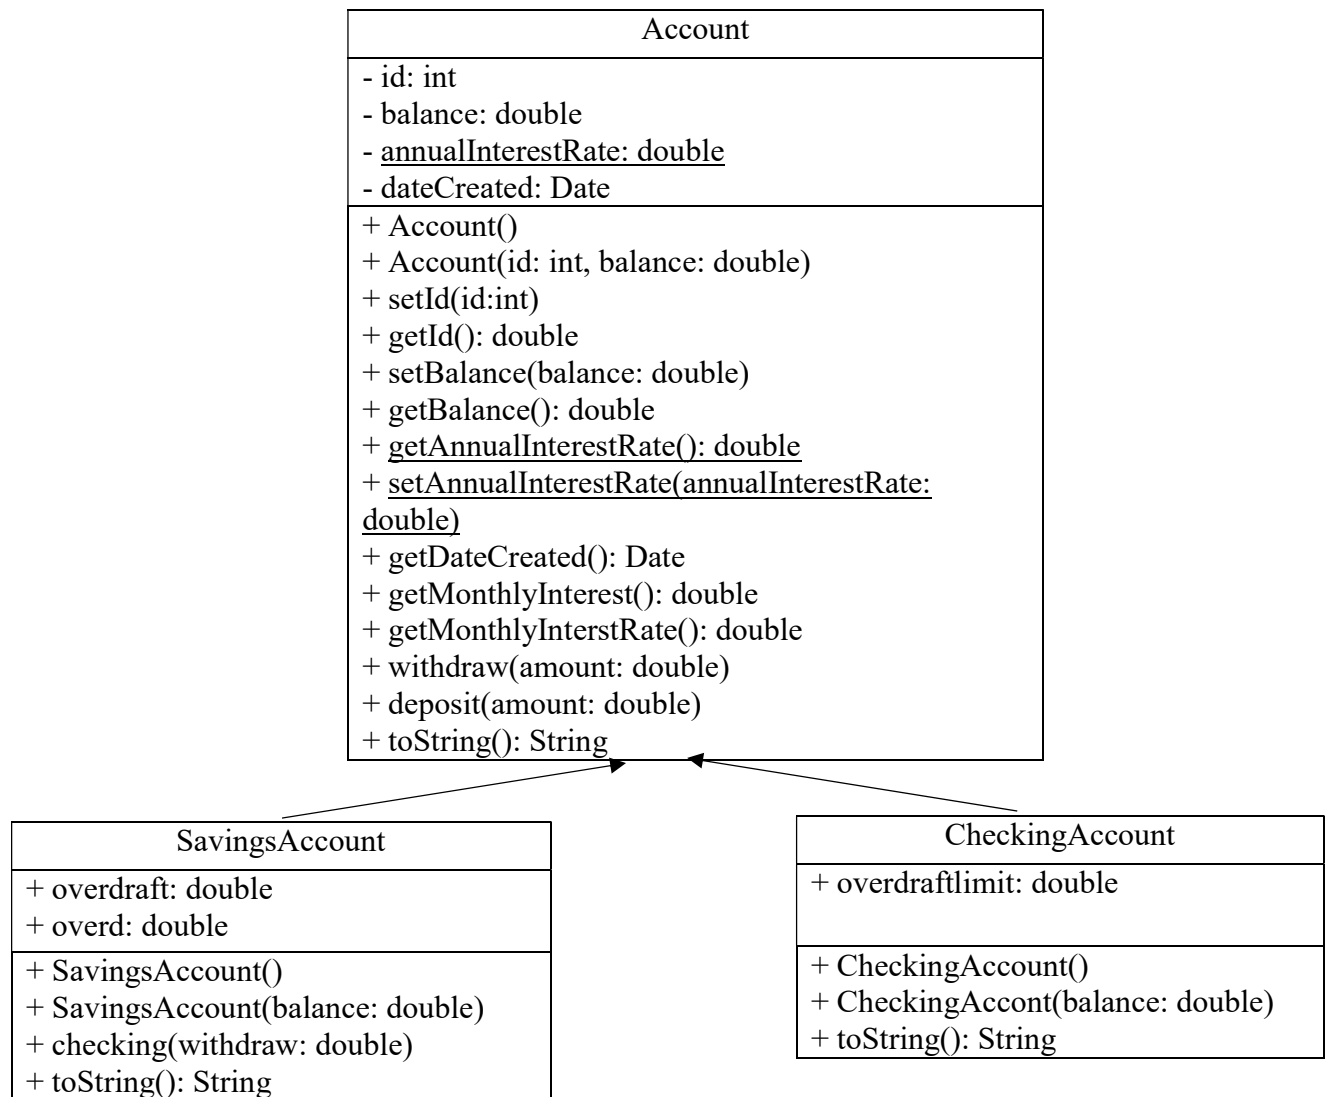 Account
- id: int
- balance: double
- annualInterestRate: double
- dateCreated: Date
+ Account()
+ Account(id: int, balance: double)
+ setId(id:int)
+ getId(): double
+ setBalance(balance: double)
+ getBalance(): double
+ getAnnualInterestRate(): double
+ setAnnualInterestRate(annualInterestRate:
double)
+ getDateCreated(): Date
+ getMonthlyInterest(): double
+ getMonthlyInterstRate(): double
+ withdraw(amount: double)
+ deposit(amount: double)
+ toString(): String
SavingsAccount
+ overdraft: double
+ overd: double
+ SavingsAccount()
+ SavingsAccount(balance: double)
+ checking(withdraw: double)
+ toString(): String
CheckingAccount
+ overdraftlimit: double
+ CheckingAccount()
+ CheckingAccont(balance: double)
+ toString(): String